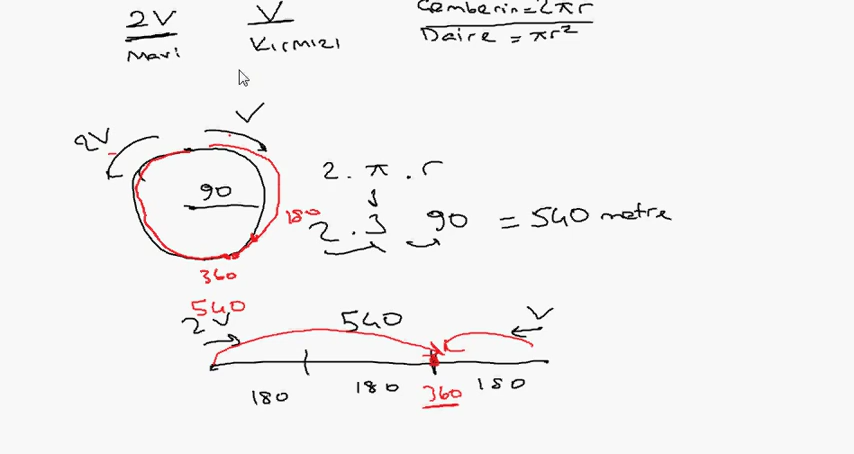 2V V Çemberin = 2πr
Mavi Kırmızı Daire = πr²
2V V
90 2 . π . r
180 2 . 3 90 = 540 metre
360
540
2V 540 V
180 180 360 180